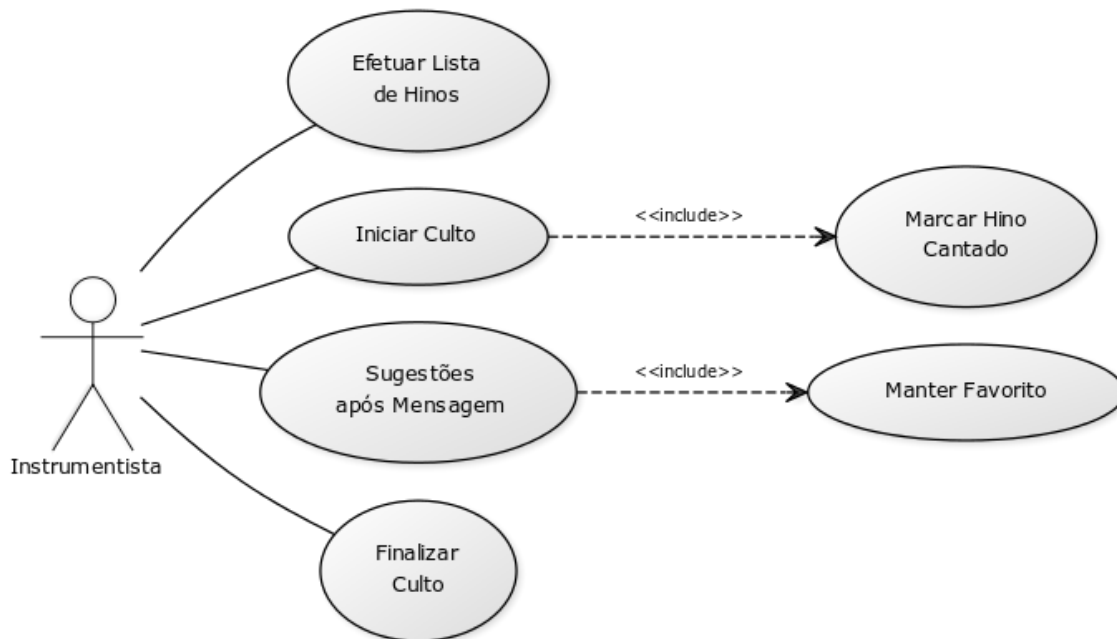 Efetuar Lista
de Hinos
Iniciar Culto
<<include>>
Marcar Hino
Cantado
Sugestões
após Mensagem
<<include>>
Manter Favorito
Instrumentista
Finalizar
Culto